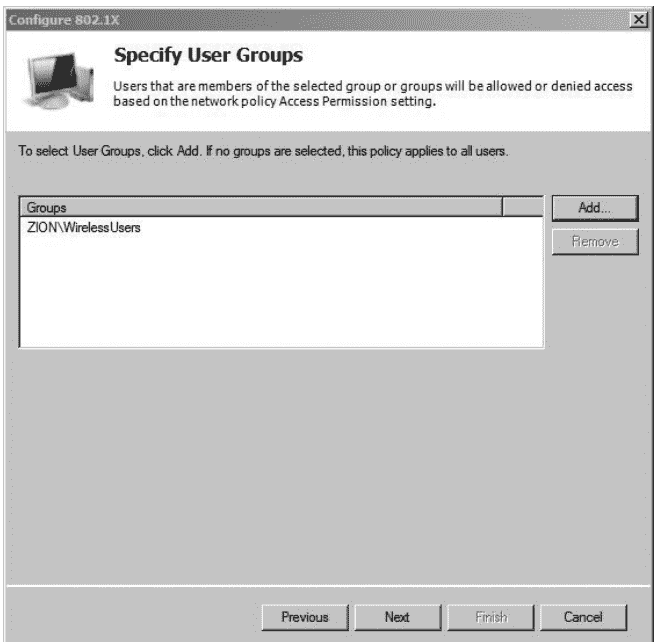 Configure 802.1X
Specify User Groups
Users that are members of the selected group or groups will be allowed or denied access
based on the network policy Access Permission setting.
To select User Groups, click Add. If no groups are selected, this policy applies to all users.
Groups
Add...
ZION\WirelessUsers
Remove
Previous
Next
Finish
Cancel